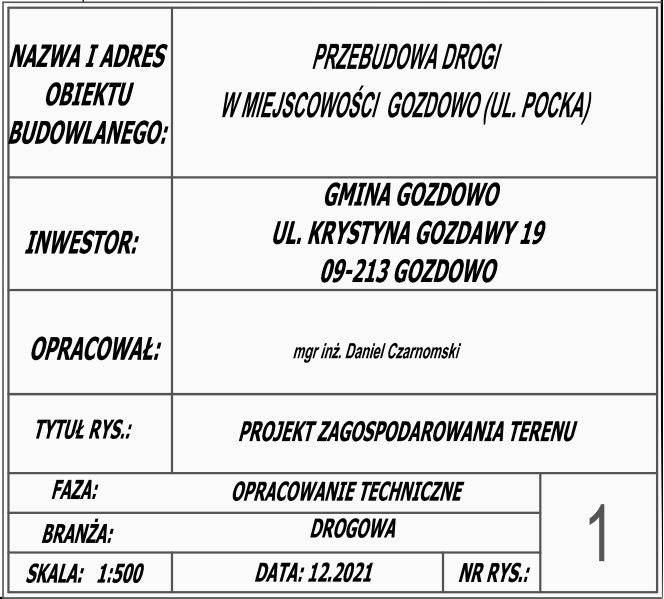 NAZWA I ADRES
OBIEKTU
BUDOWLANEGO:
PRZEBUDOWA DROGI
W MIEJSCOWOŚCI GOZDOWO (UL. POCKA)
INWESTOR:
GMINA GOZDOWO
UL. KRYSTYNA GOZDAWY 19
09-213 GOZDOWO
OPRACOWAŁ:
mgr inż. Daniel Czarnomski
TYTUŁ RYS.:
PROJEKT ZAGOSPODAROWANIA TERENU
FAZA:
OPRACOWANIE TECHNICZNE
BRANŻA:
DROGOWA
SKALA: 1:500
DATA: 12.2021
NR RYS.:
1